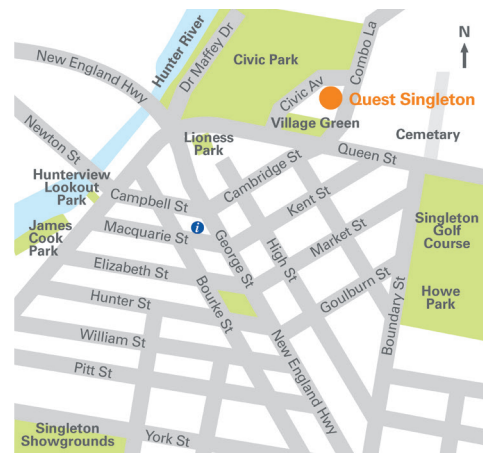 N
Combo La
Dr Maffey Dr
Hunter River
New England Hwy
Civic Park
Civic Av
Quest Singleton
Village Green
Cemetary
Newton St
Lioness
Park
Queen St
Hunterview
Lookout
Park
Cambridge St
Campbell St
Kent St
James
Cook
Park
i
Macquarie St
George St
High St
Market St
Singleton
Golf
Course
Elizabeth St
Goulburn St
Howe
Park
Hunter St
Bourke St
Boundary St
William St
New England Hwy
Pitt St
Singleton
Showgrounds
York St